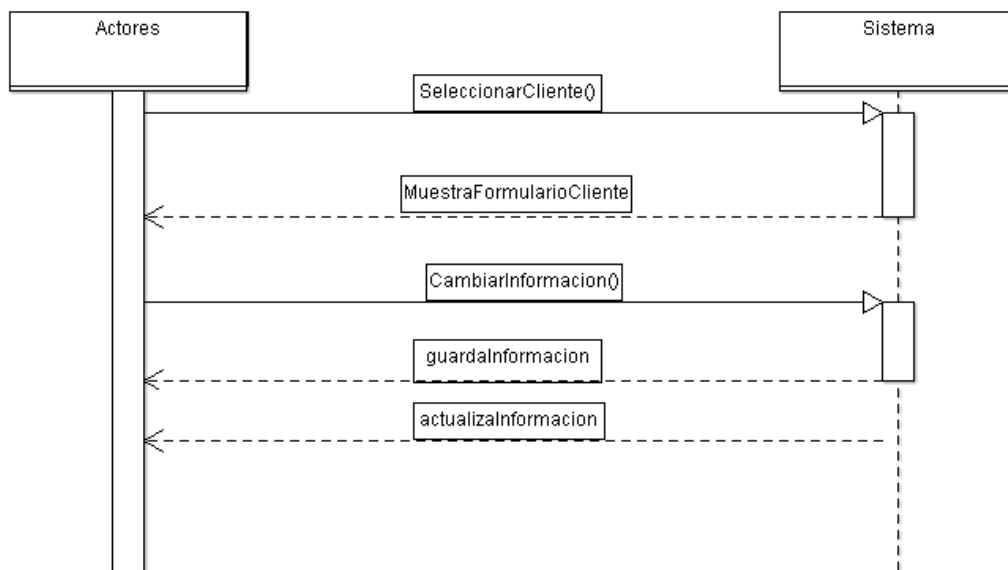 Actores
Sistema
SeleccionarCliente()
MuestraFormularioCliente
CambiarInformacion()
guardaInformacion
actualizaInformacion